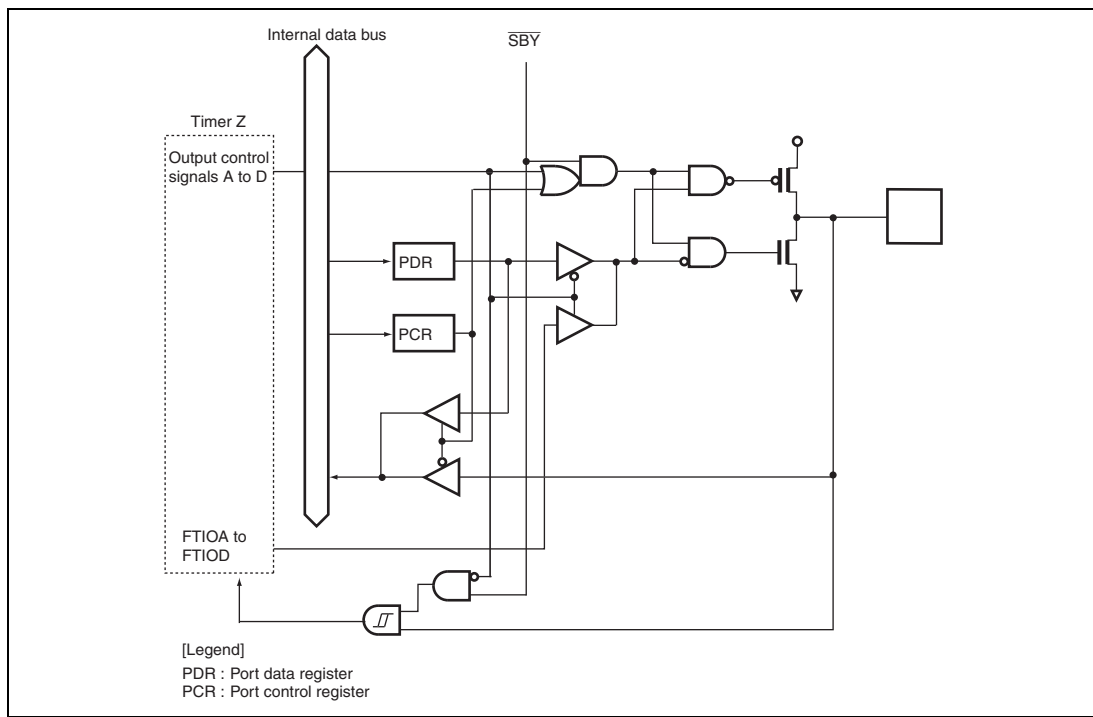 Internal data bus
SBY
Timer Z
Output control
signals A to D
PDR
PCR
FTIOA to
FTIOD
[Legend]
PDR : Port data register
PCR : Port control register